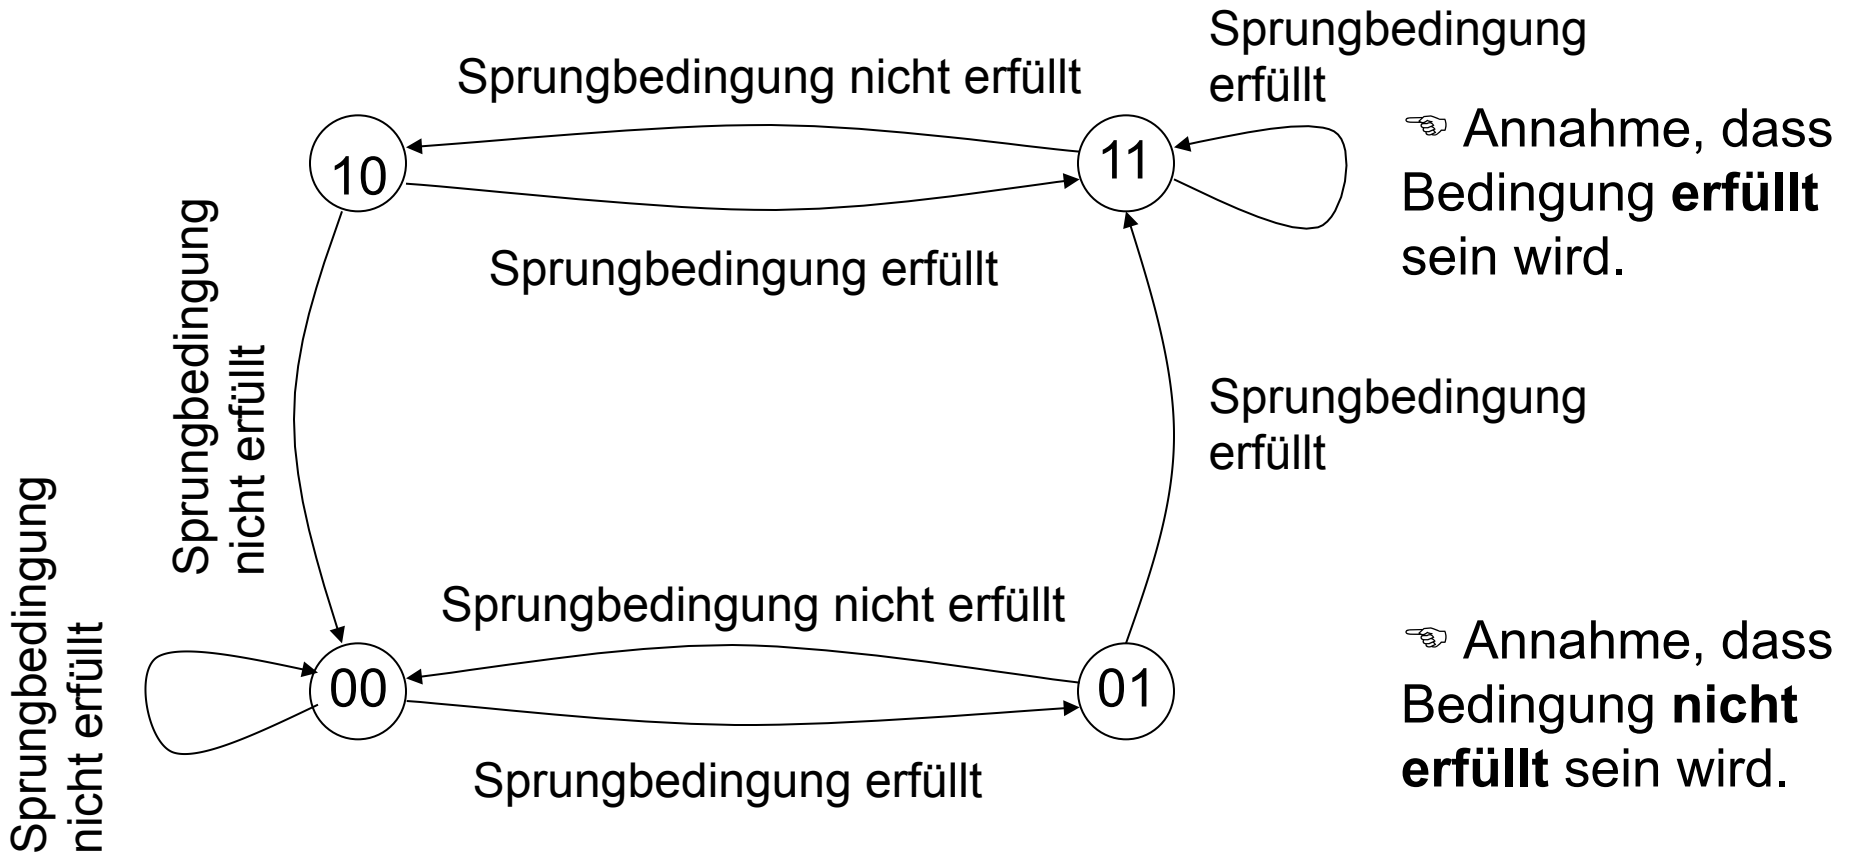 Sprungbedingung
erfüllt
Sprungbedingung nicht erfüllt
☜ Annahme, dass
Bedingung erfüllt
sein wird.
10
11
Sprungbedingung erfüllt
Sprungbedingung
nicht erfüllt
Sprungbedingung
erfüllt
Sprungbedingung
nicht erfüllt
Sprungbedingung nicht erfüllt
00
01
☜ Annahme, dass
Bedingung nicht
erfüllt sein wird.
Sprungbedingung erfüllt